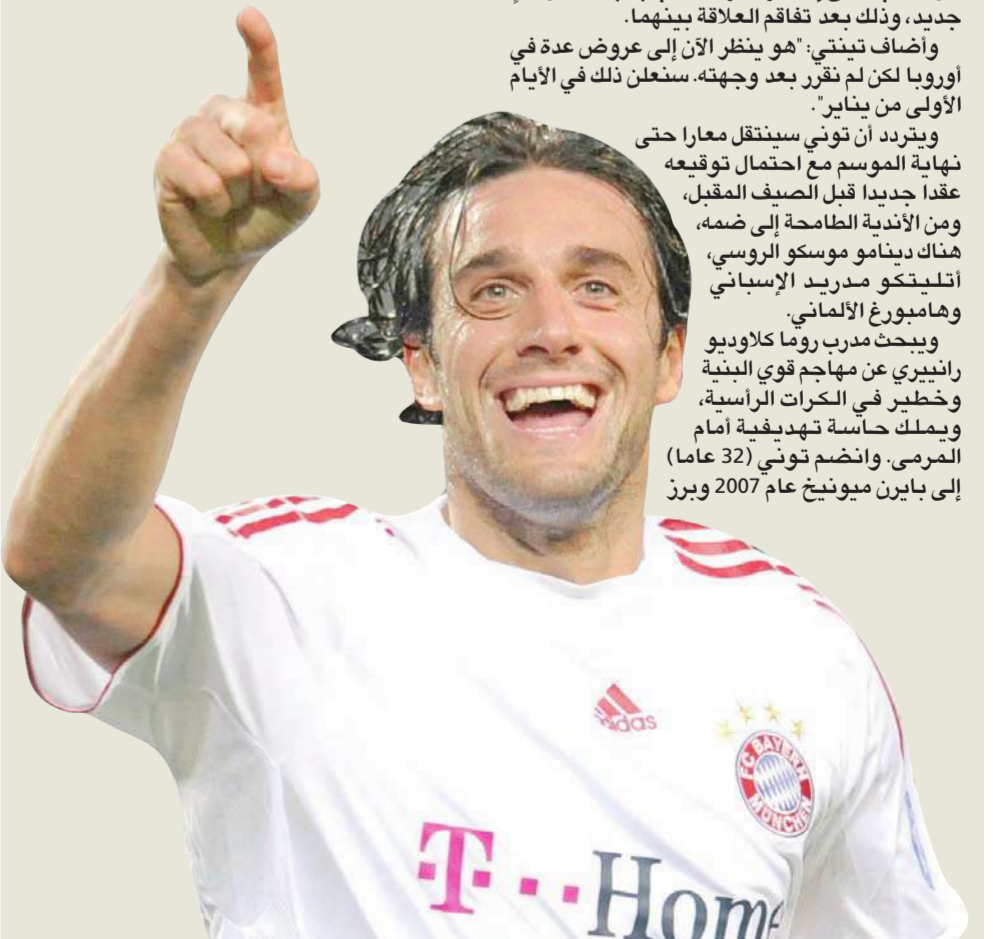 جديد، وذلك بعد تفاقم العلاقة بينهما.
وأضاف تينتي: "هو ينظر الآن إلى عروض عدة في
أوروبا لكن لم نقرر بعد وجهته. سنعلن ذلك في الأيام
الأولى من يناير".
ويتردد أن توني سينتقل معارا حتى
نهاية الموسم مع احتمال توقيعه
عقدا جديدا قبل الصيف المقبل،
ومن الأندية الطامحة إلى ضمه،
هناك دينامو موسكو الروسي،
أتليتكو مدريد الإسباني
وهامبورغ الألماني.
ويبحث مدرب روما كلاوديو
رانييري عن مهاجم قوي البنية
وخطير في الكرات الرأسية،
ويملك حاسة تهديفية أمام
المرمى. وانضم توني (32 عاما)
إلى بايرن ميونيخ عام 2007 وبرز
adidas
FC BAYERN
MÜNCHEN
T··Home